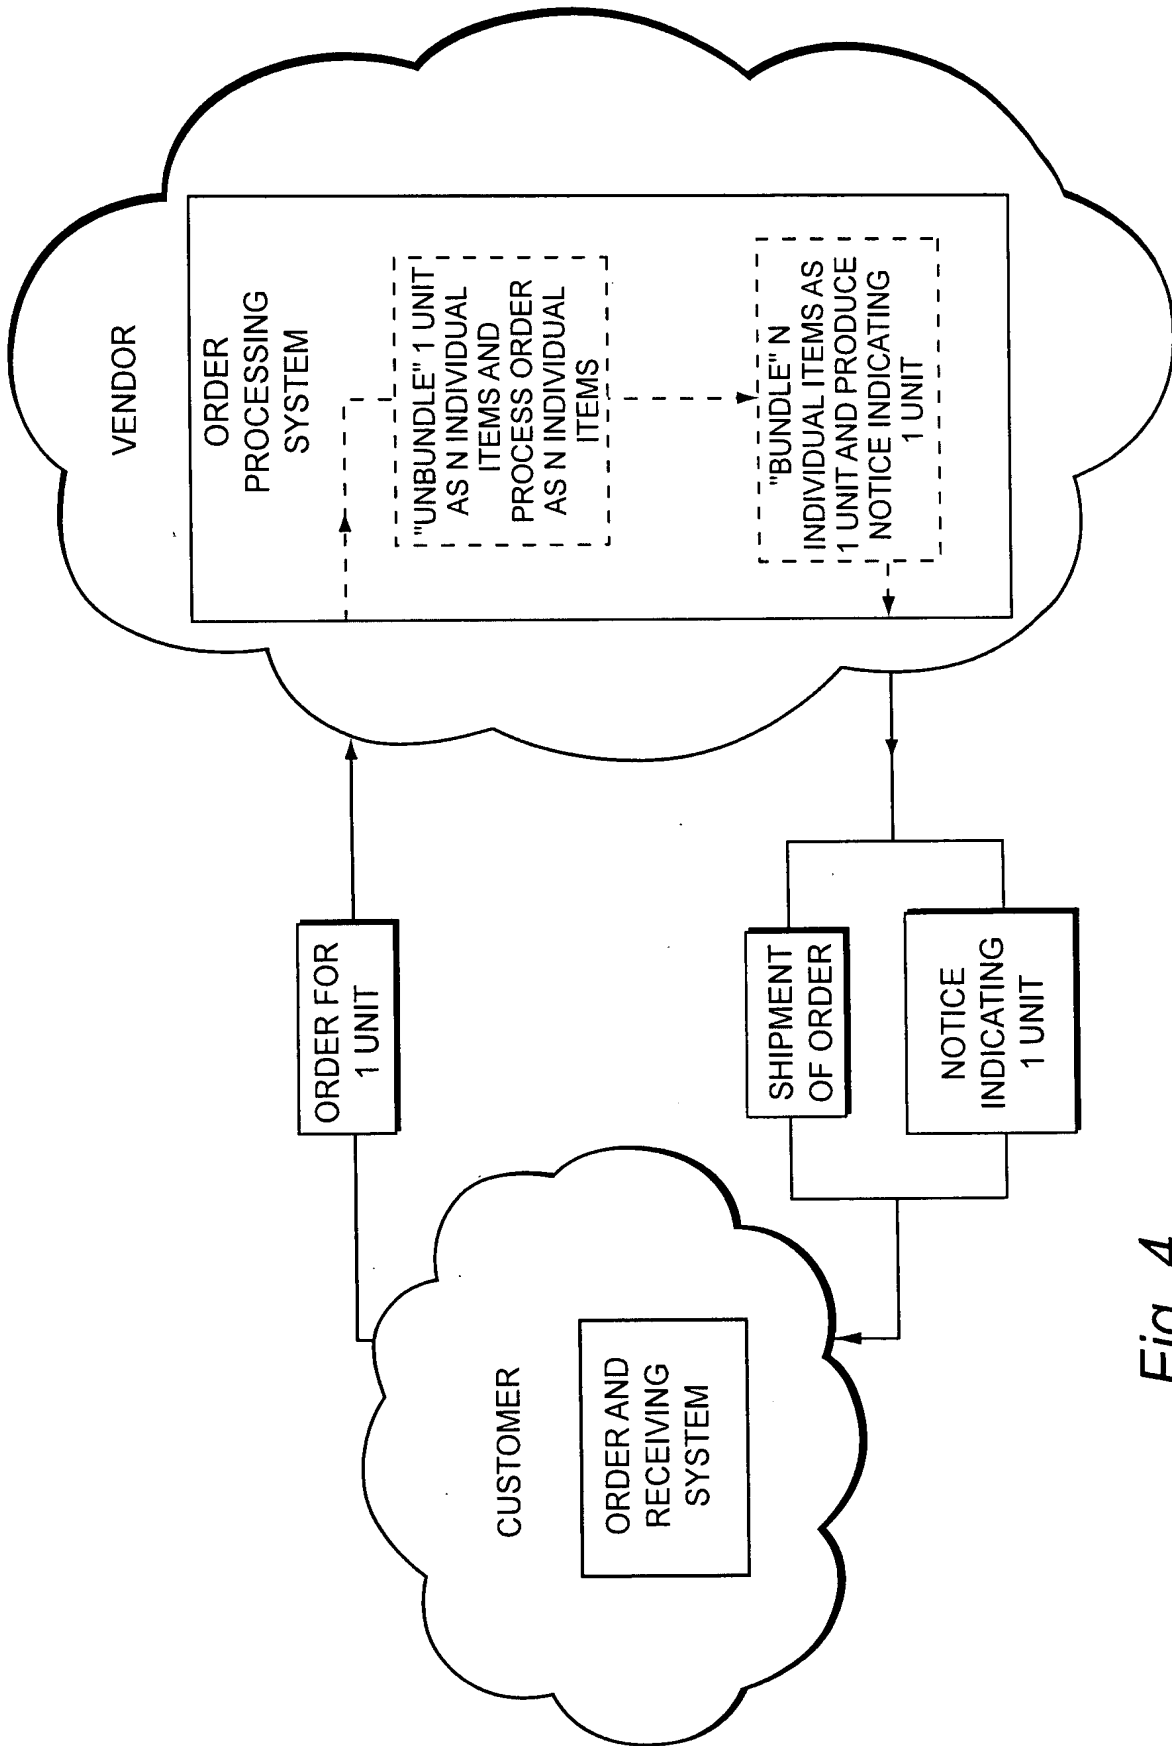 VENDOR
ORDER
PROCESSING
SYSTEM
"UNBUNDLE" 1 UNIT
AS N INDIVIDUAL
ITEMS AND
PROCESS ORDER
AS N INDIVIDUAL
ITEMS
"BUNDLE" N
INDIVIDUAL ITEMS AS
1 UNIT AND PRODUCE
NOTICE INDICATING
1 UNIT
ORDER FOR
1 UNIT
SHIPMENT
OF ORDER
NOTICE
INDICATING
1 UNIT
CUSTOMER
ORDER AND
RECEIVING
SYSTEM
Fig. 4